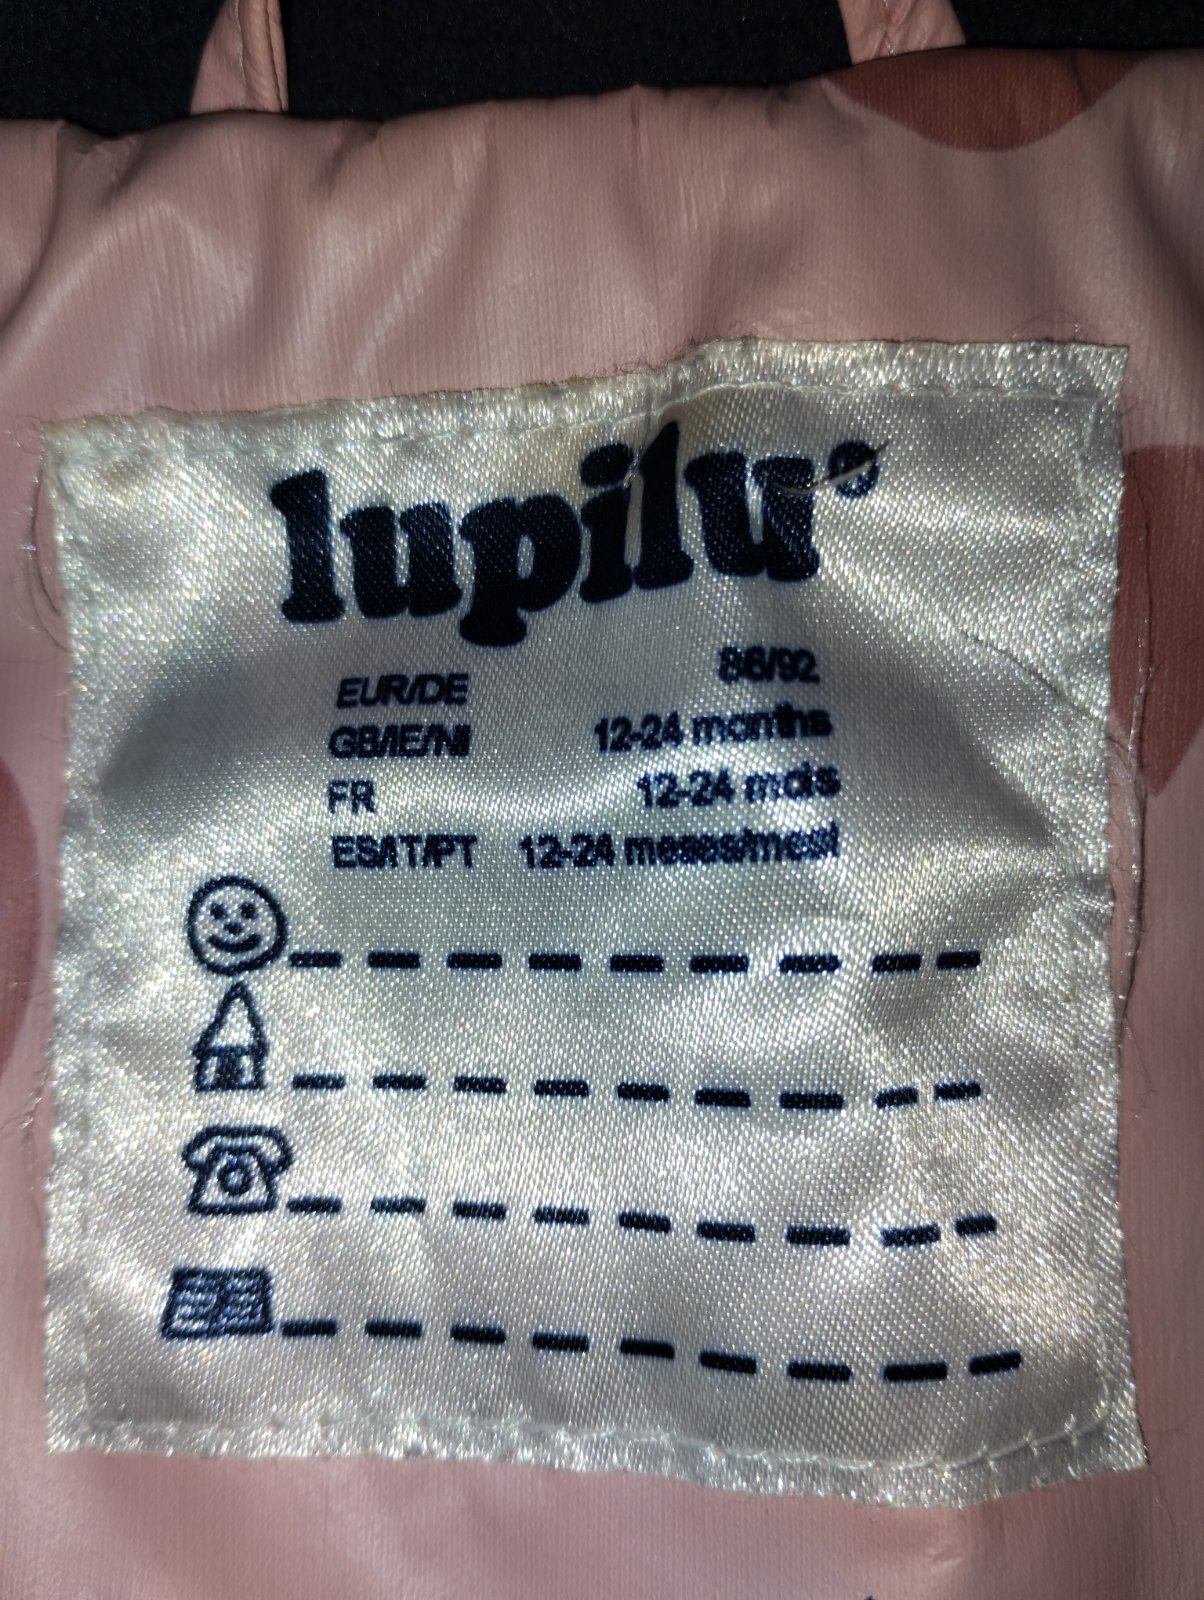 lupilu®
EUR/DE 86/92
GB/IE/NI 12-24 months
FR 12-24 mois
ES/IT/PT 12-24 meses/mesi